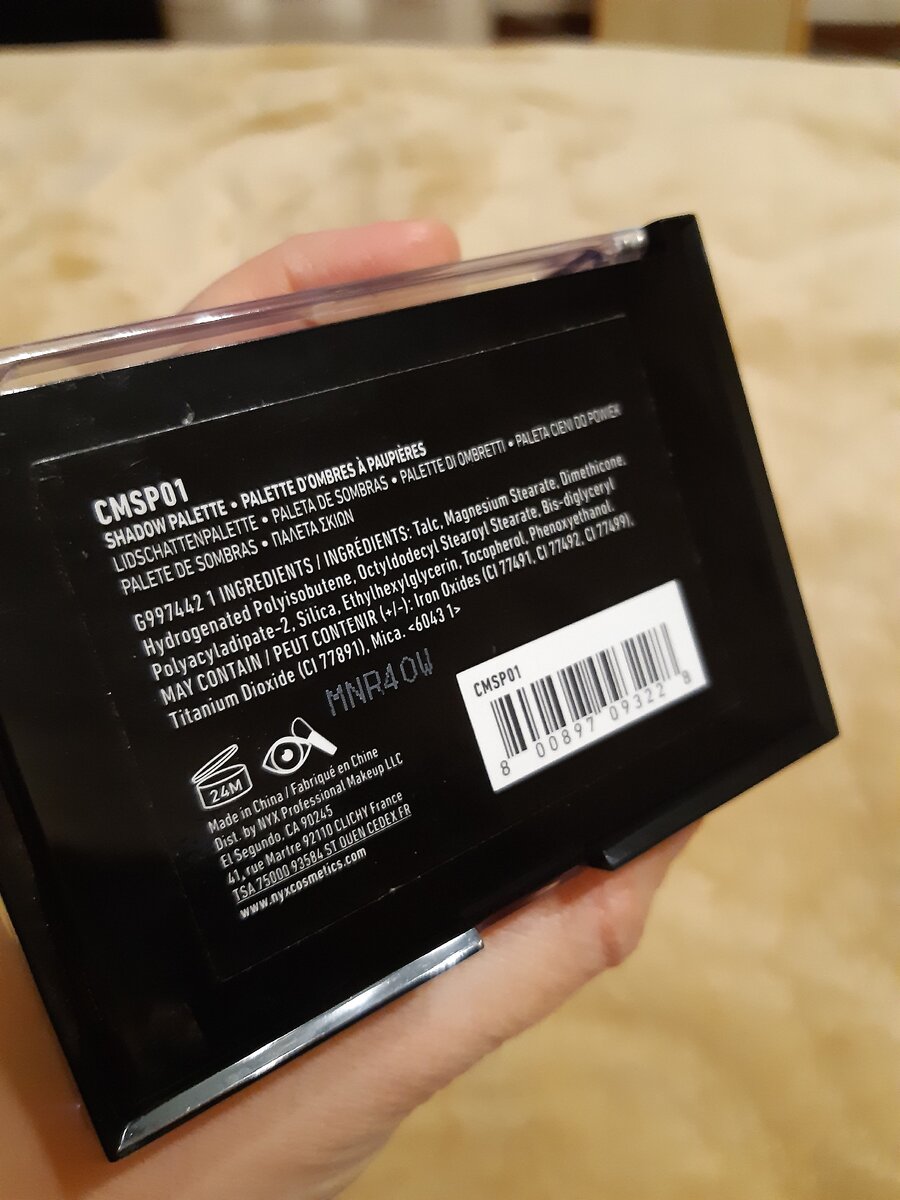 CMSP01
SHADOW PALETTE • PALETTE D'OMBRES À PAUPIÈRES
LIDSCHATTENPALETTE • PALETA DE SOMBRAS • PALETTE DI OMBRETTI • PALETA CIENI DO POWIEK
PALETE DE SOMBRAS • ΠΑΛΕΤΑ ΣΚΙΩΝ
G997442 1 INGREDIENTS / INGRÉDIENTS: Talc, Magnesium Stearate, Dimethicone,
Hydrogenated Polyisobutene, Octyldodecyl Stearoyl Stearate, Bis-diglyceryl
Polyacyladipate-2, Silica, Ethylhexylglycerin, Tocopherol, Phenoxyethanol.
MAY CONTAIN / PEUT CONTENIR (+/-): Iron Oxides (CI 77491, CI 77492, CI 77499),
Titanium Dioxide (CI 77891), Mica. <6043 1>
MNR40W
24M
Made in China / Fabriqué en Chine
Dist. by NYX Professional Makeup LLC
El Segundo, CA 90245
41, rue Martre 92110 CLICHY France
TSA 75000 93584 ST OUEN CEDEX FR
www.nyxcosmetics.com
CMSP01
8 00897 09322 8